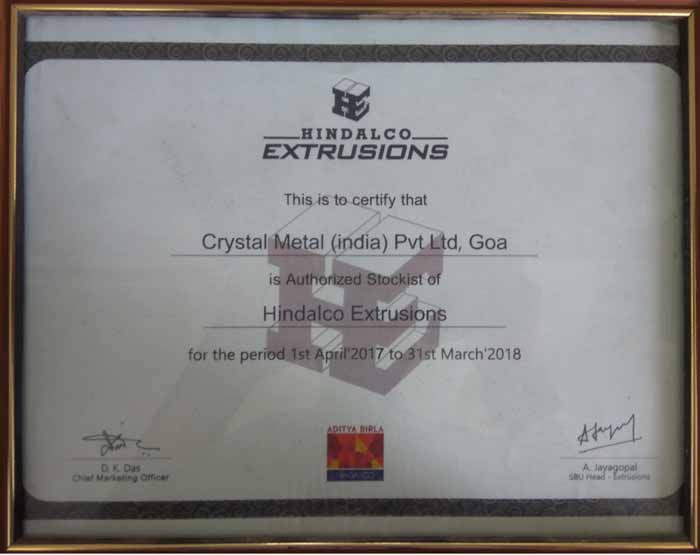 HE
HINDALCO
EXTRUSIONS
This is to certify that
Crystal Metal (india) Pvt Ltd, Goa
is Authorized Stockist of
Hindalco Extrusions
for the period 1st April'2017 to 31st March'2018
ADITYA BIRLA
HINDALCO
D. K. Das
Chief Marketing Officer
A. Jayagopal
SBU Head - Extrusions